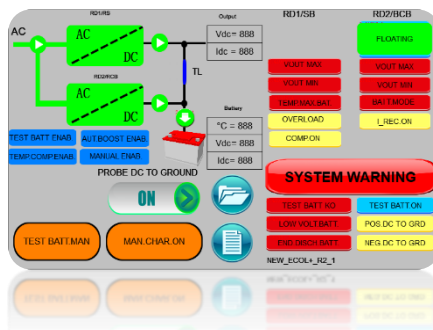 RD1/RS
Output
RD1/SB
RD2/BCB
AC
AC
DC
Vdc= 888
Idc = 888
FLOATING
RD2/RCB
TL
VOUT MAX
VOUT MAX
AC
DC
VOUT MIN
VOUT MIN
Battery
TEMP.MAX BAT.
BATT.MODE
°C = 888
OVERLOAD
I_REC.ON
TEST BATT ENAB.
AUT.BOOST ENAB.
Vdc= 888
COMP.ON
TEMP.COMP.ENAB.
MANUAL ENAB.
Idc= 888
PROBE DC TO GROUND
SYSTEM WARNING
ON
TEST BATT KO
TEST BATT.ON
LOW VOLT.BATT.
POS.DC TO GRD
TEST BATT.MAN
MAN.CHAR.ON
END DISCH.BATT.
NEG.DC TO GRD
NEW_ECOL+_R2_1